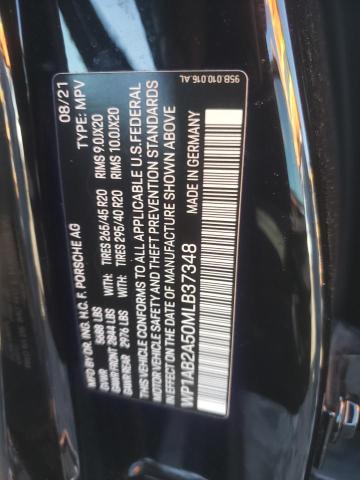 95B.010.016.AL
08/21 TYPE: MPV
MFD. BY DR. ING. H.C. F. PORSCHE AG
GVWR 5688 LBS
GAWR FRONT 2844 LBS WITH TIRES 265/45 R20 RIMS 9.0JX20
GAWR REAR 2976 LBS WITH TIRES 295/40 R20 RIMS 10.0JX20
THIS VEHICLE CONFORMS TO ALL APPLICABLE U.S.FEDERAL
MOTOR VEHICLE SAFETY AND THEFT PREVENTION STANDARDS
IN EFFECT ON THE DATE OF MANUFACTURE SHOWN ABOVE
MADE IN GERMANY
WP1AB2A50MLB37348